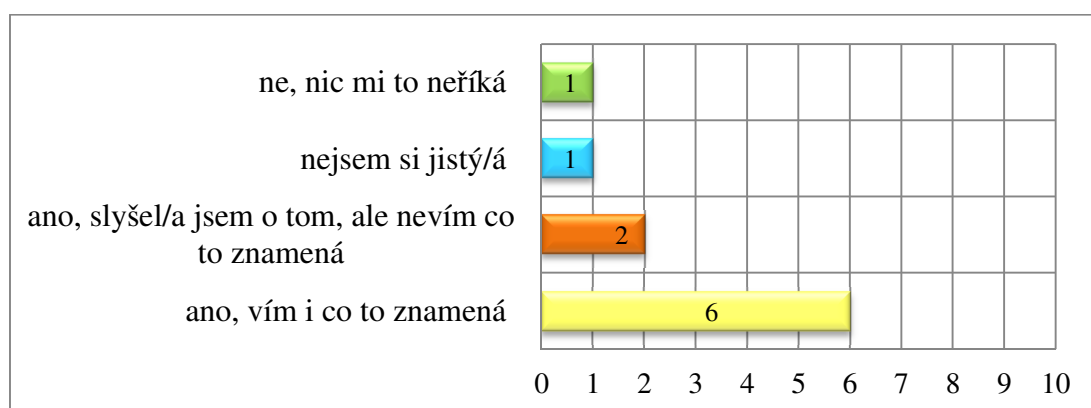 ne, nic mi to neříká
1
nejsem si jistý/á
1
ano, slyšel/a jsem o tom, ale nevím co
to znamená
2
ano, vím i co to znamená
6
0 1 2 3 4 5 6 7 8 9 10